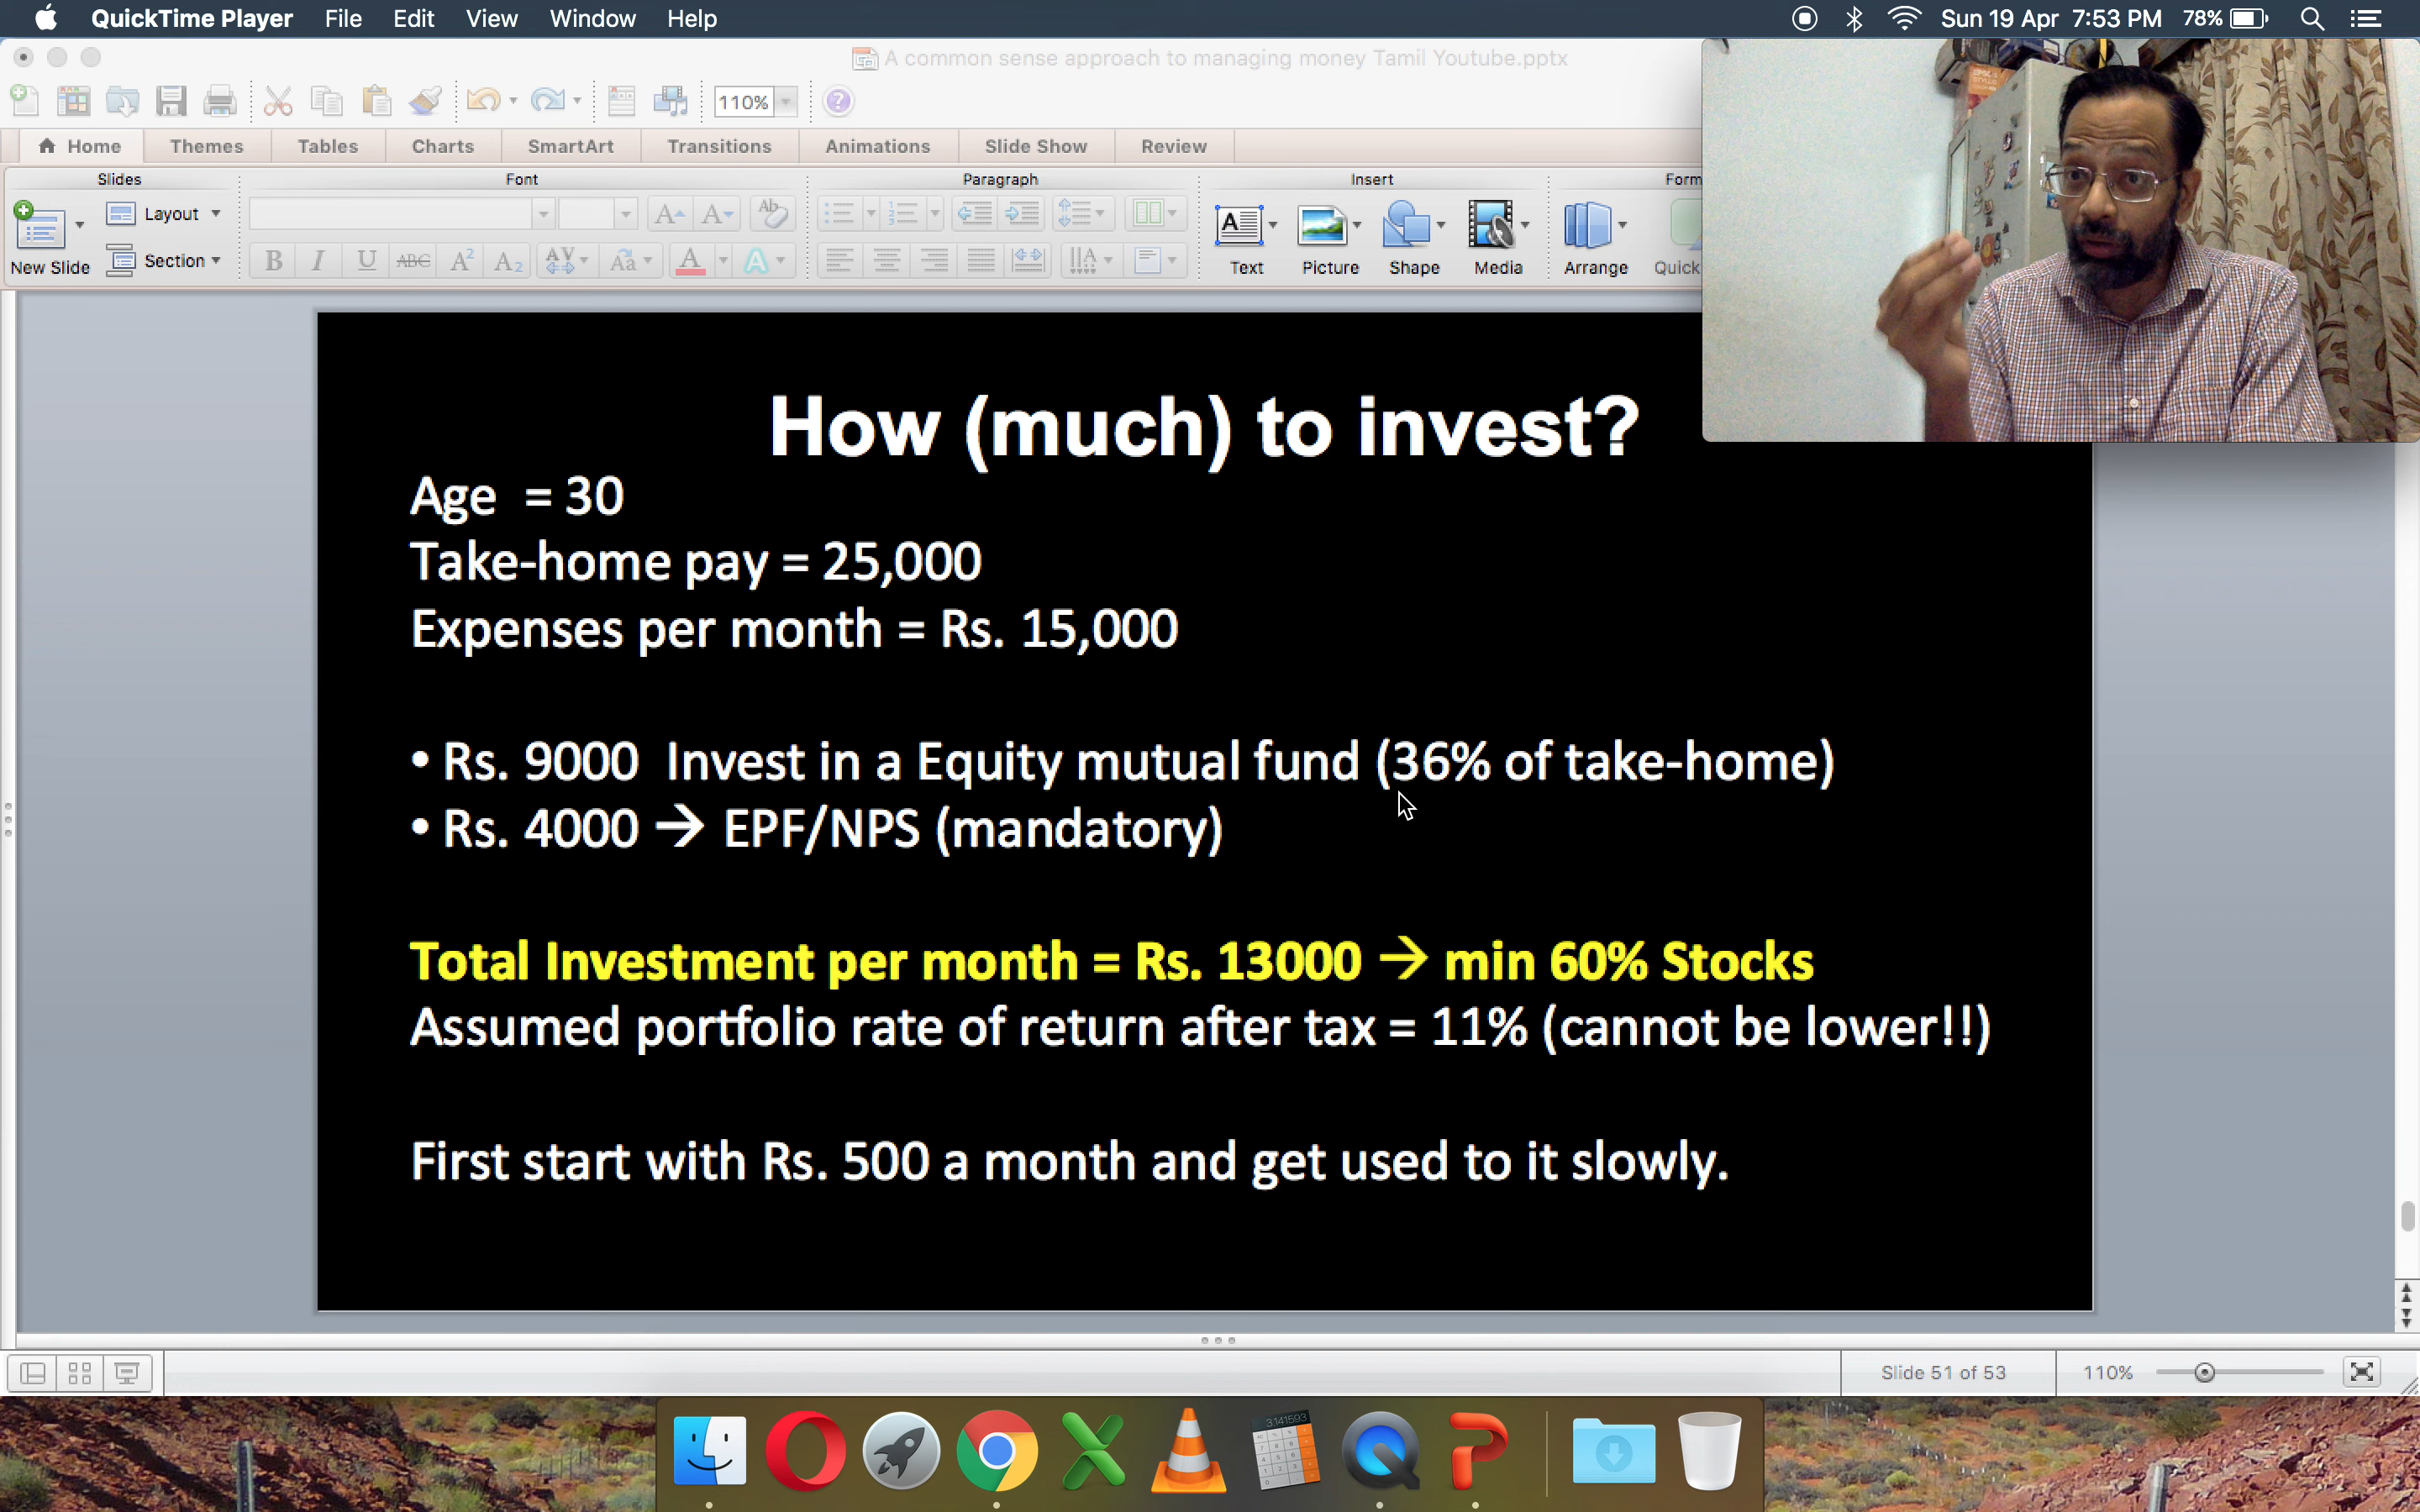 QuickTime Player File Edit View Window Help
Sun 19 Apr 7:53 PM 78%
A common sense approach to managing money Tamil Youtube.pptx
110%
Home Themes Tables Charts SmartArt Transitions Animations Slide Show Review
Slides Font Paragraph Insert Form
Layout
New Slide Section
Text Picture Shape Media Arrange Quick
How (much) to invest?
Age = 30
Take-home pay = 25,000
Expenses per month = Rs. 15,000
• Rs. 9000 Invest in a Equity mutual fund (36% of take-home)
• Rs. 4000 → EPF/NPS (mandatory)
Total Investment per month = Rs. 13000 → min 60% Stocks
Assumed portfolio rate of return after tax = 11% (cannot be lower!!)
First start with Rs. 500 a month and get used to it slowly.
Slide 51 of 53 110%
3.141593